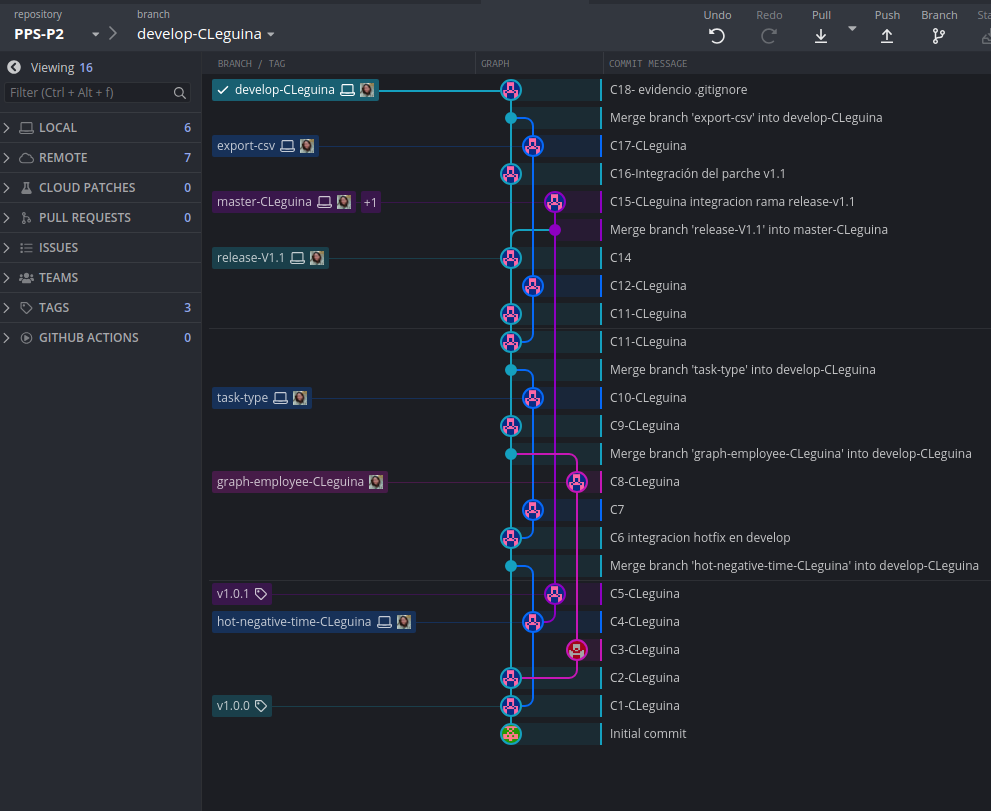 repository
branch
PPS-P2
develop-CLeguina
Undo
Redo
Pull
Push
Branch
Sta
Viewing 16
Filter (Ctrl + Alt + f)
LOCAL 6
REMOTE 7
CLOUD PATCHES 0
PULL REQUESTS 0
ISSUES
TEAMS
TAGS 3
GITHUB ACTIONS 0
BRANCH / TAG
GRAPH
COMMIT MESSAGE
develop-CLeguina C18- evidencio .gitignore
Merge branch 'export-csv' into develop-CLeguina
export-csv C17-CLeguina
C16-Integración del parche v1.1
master-CLeguina +1 C15-CLeguina integracion rama release-v1.1
Merge branch 'release-V1.1' into master-CLeguina
release-V1.1 C14
C12-CLeguina
C11-CLeguina
C11-CLeguina
Merge branch 'task-type' into develop-CLeguina
task-type C10-CLeguina
C9-CLeguina
Merge branch 'graph-employee-CLeguina' into develop-CLeguina
graph-employee-CLeguina C8-CLeguina
C7
C6 integracion hotfix en develop
Merge branch 'hot-negative-time-CLeguina' into develop-CLeguina
v1.0.1 C5-CLeguina
hot-negative-time-CLeguina C4-CLeguina
C3-CLeguina
C2-CLeguina
v1.0.0 C1-CLeguina
Initial commit